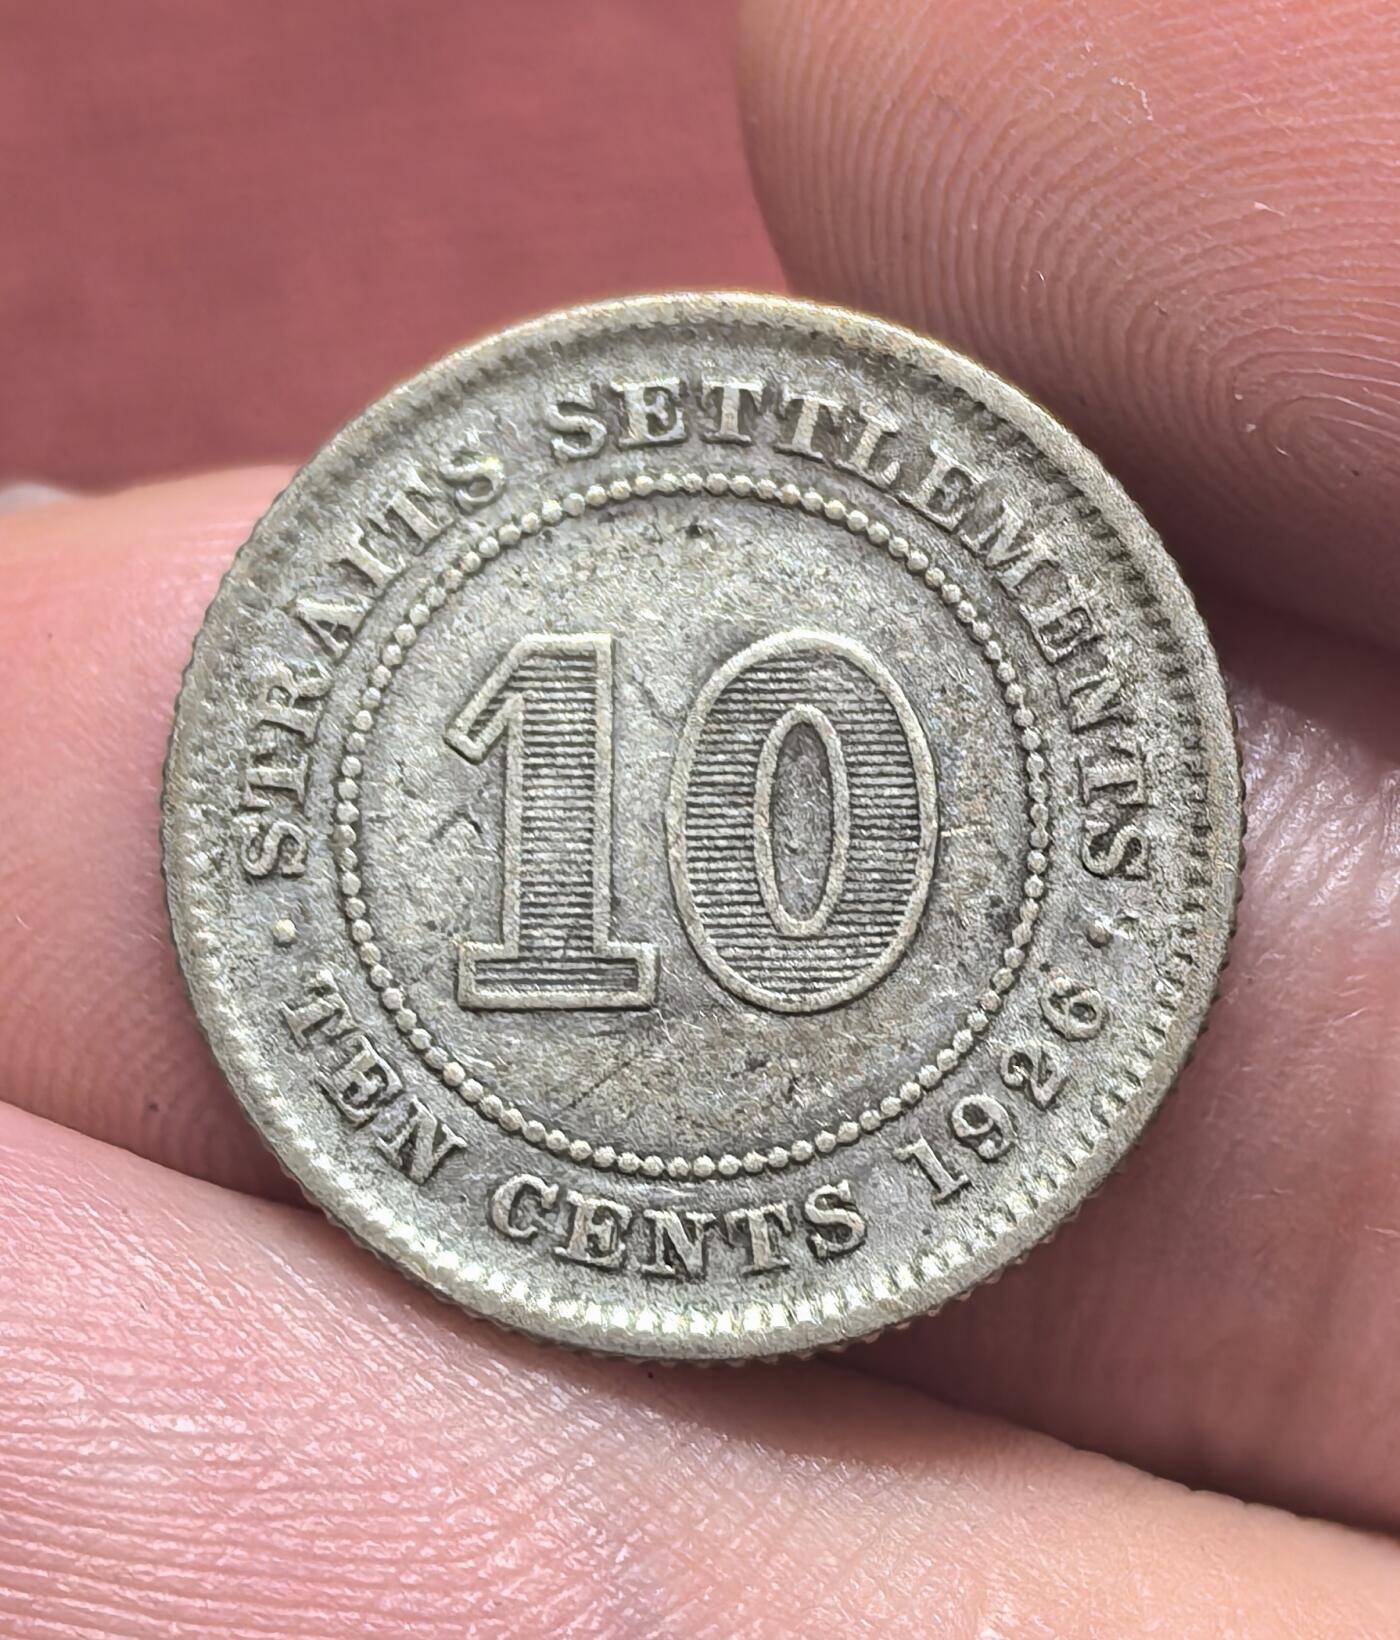 STRAITS SETTLEMENTS
10
· TEN CENTS 1926 ·